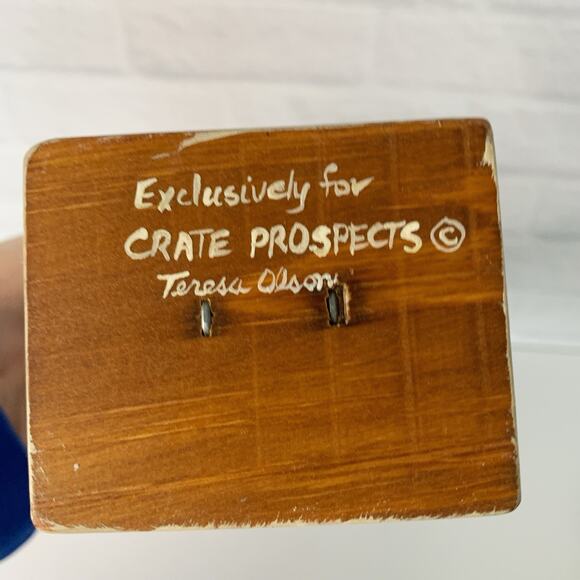 Exclusively for
CRATE PROSPECTS ©
Teresa Olson